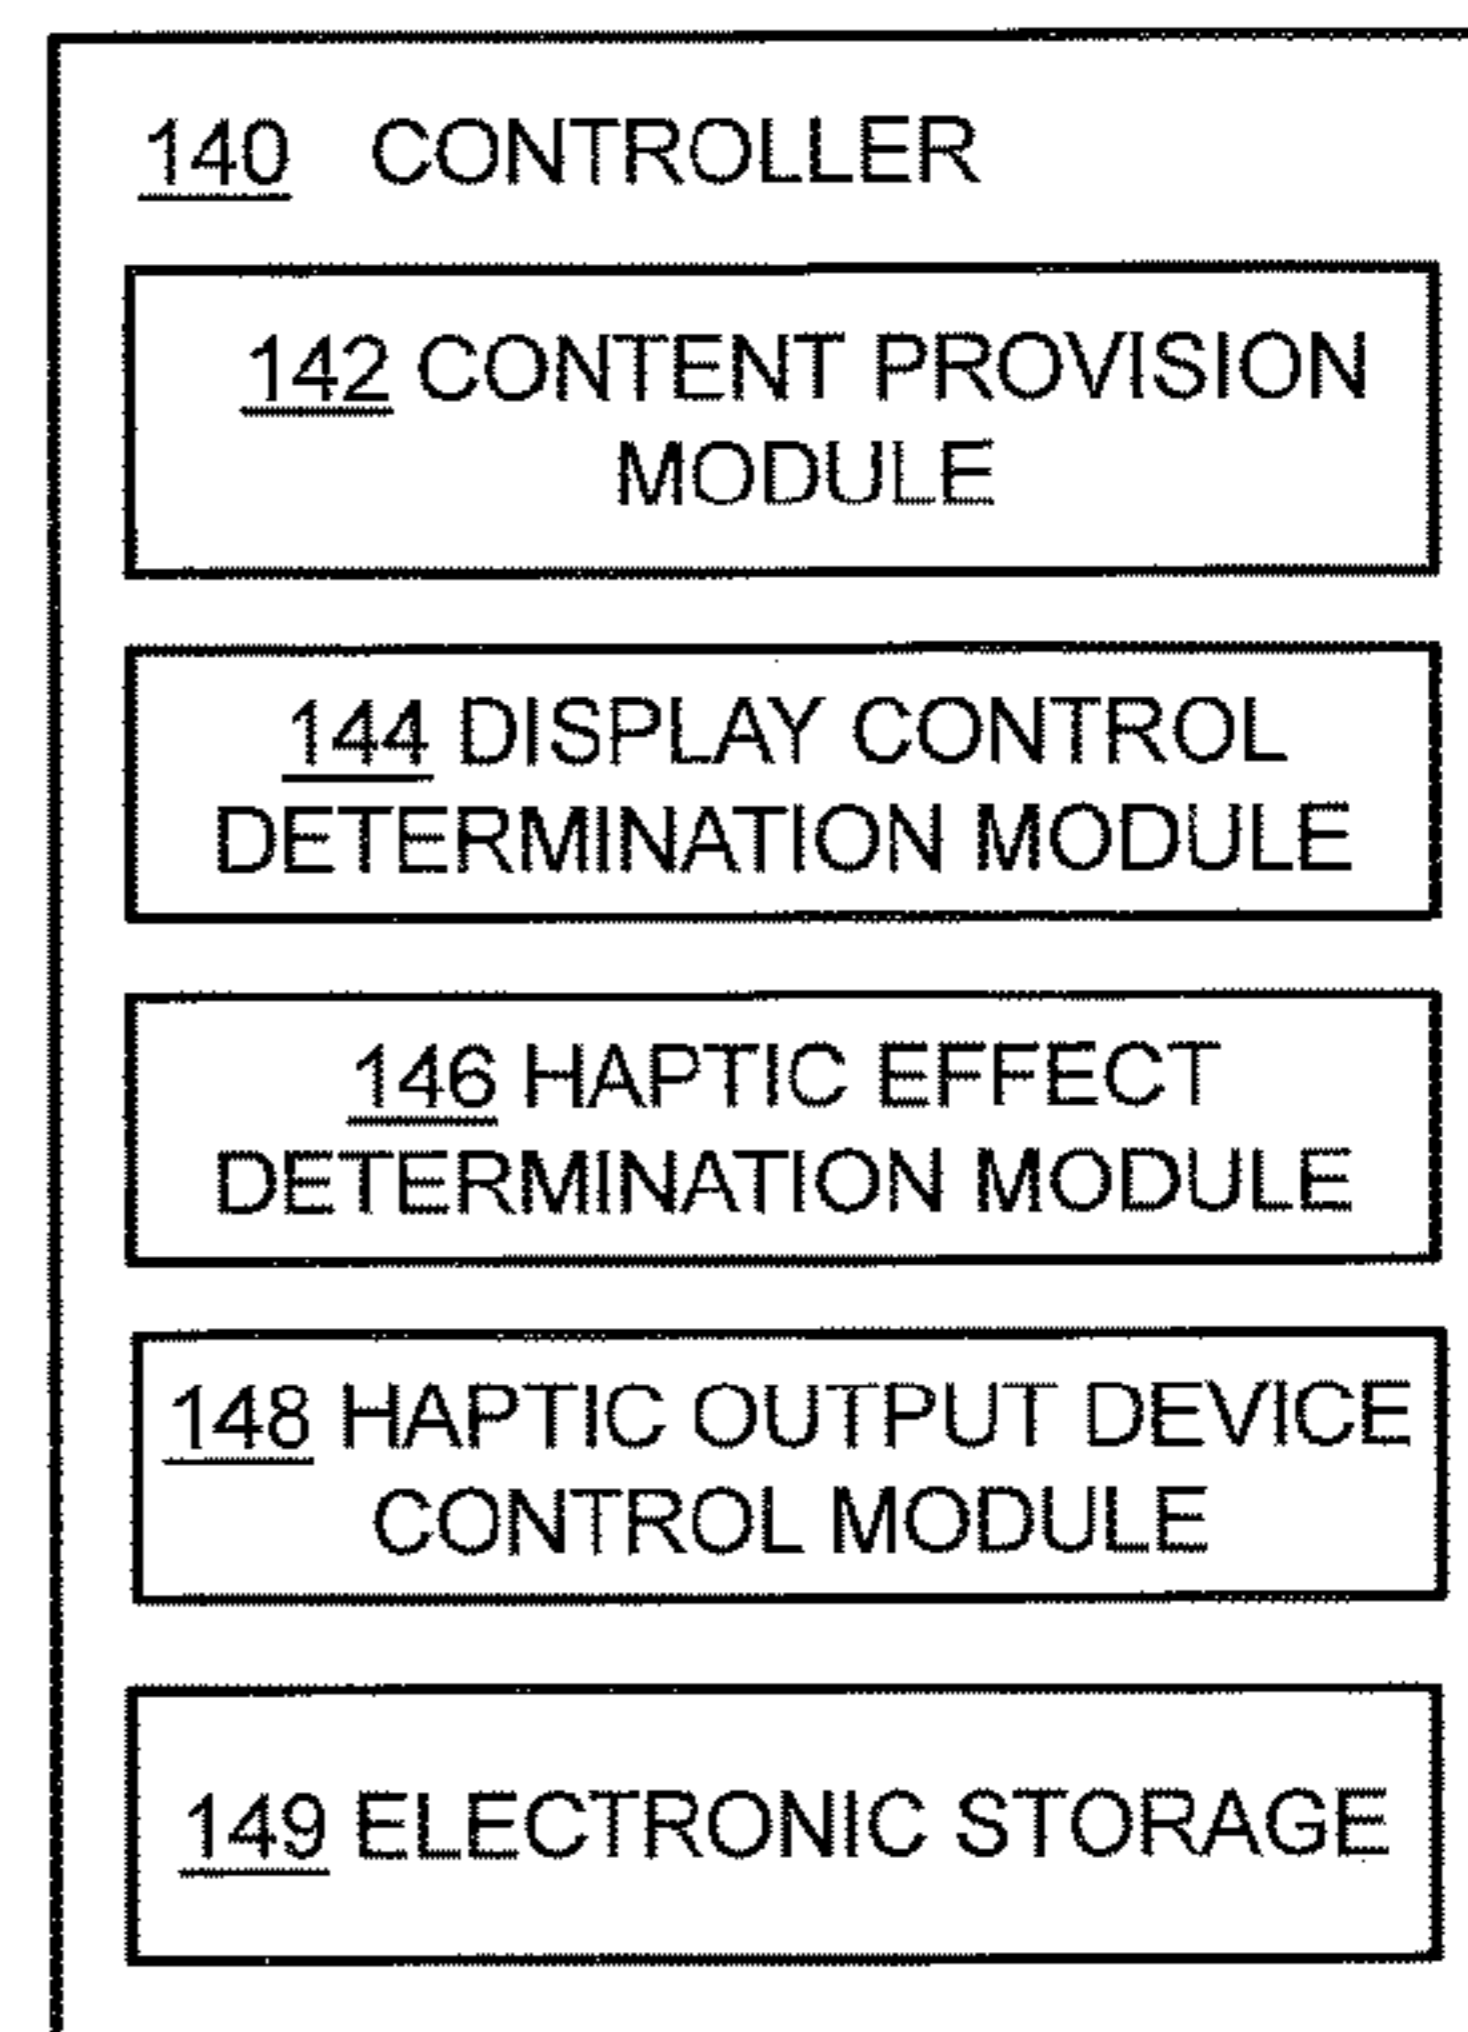 140 CONTROLLER
142 CONTENT PROVISION
MODULE
144 DISPLAY CONTROL
DETERMINATION MODULE
146 HAPTIC EFFECT
DETERMINATION MODULE
148 HAPTIC OUTPUT DEVICE
CONTROL MODULE
149 ELECTRONIC STORAGE